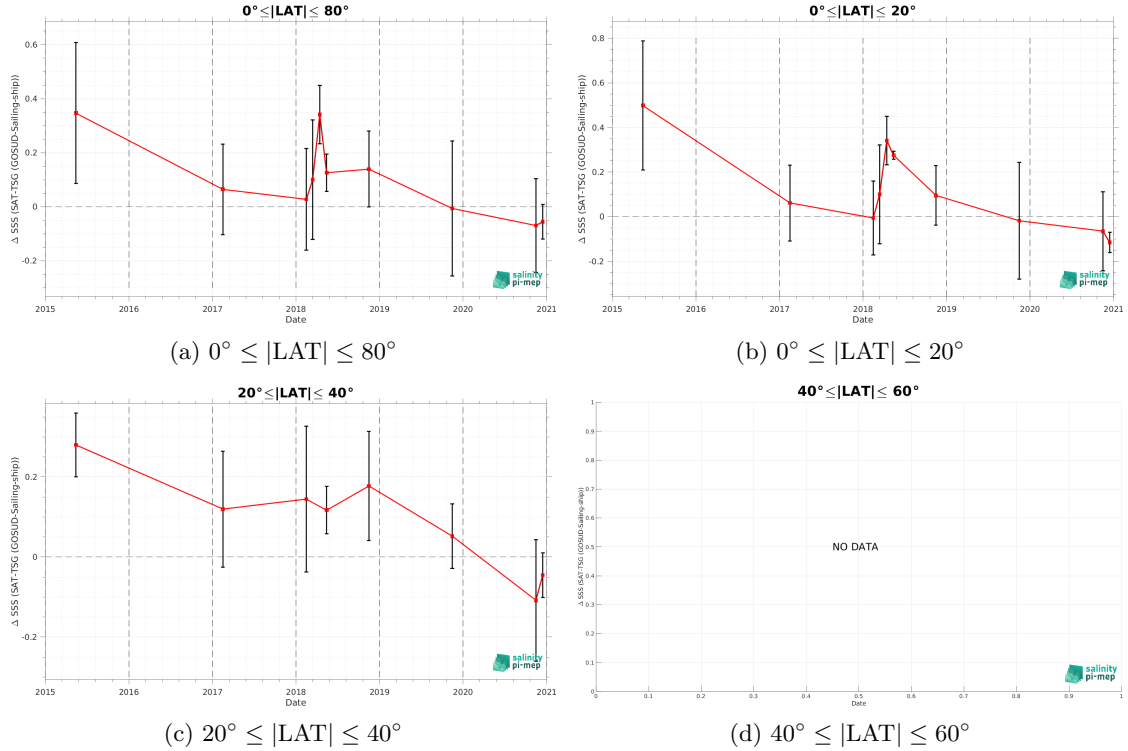 0°≤|LAT|≤ 80°
Δ SSS (SAT-TSG (GOSUD-Sailing-ship))
0.6
0.4
0.2
0
-0.2
salinity
pi-mep
2015 2016 2017 2018 2019 2020 2021
Date
(a) 0° ≤ |LAT| ≤ 80°
0°≤|LAT|≤ 20°
Δ SSS (SAT-TSG (GOSUD-Sailing-ship))
0.8
0.6
0.4
0.2
0
-0.2
salinity
pi-mep
2015 2016 2017 2018 2019 2020 2021
Date
(b) 0° ≤ |LAT| ≤ 20°
20°≤|LAT|≤ 40°
Δ SSS (SAT-TSG (GOSUD-Sailing-ship))
0.2
0
-0.2
salinity
pi-mep
2015 2016 2017 2018 2019 2020 2021
Date
(c) 20° ≤ |LAT| ≤ 40°
40°≤|LAT|≤ 60°
Δ SSS (SAT-TSG (GOSUD-Sailing-ship))
1
0.9
0.8
0.7
0.6
0.5
0.4
0.3
0.2
0.1
0
NO DATA
salinity
pi-mep
0 0.1 0.2 0.3 0.4 0.5 0.6 0.7 0.8 0.9 1
Date
(d) 40° ≤ |LAT| ≤ 60°